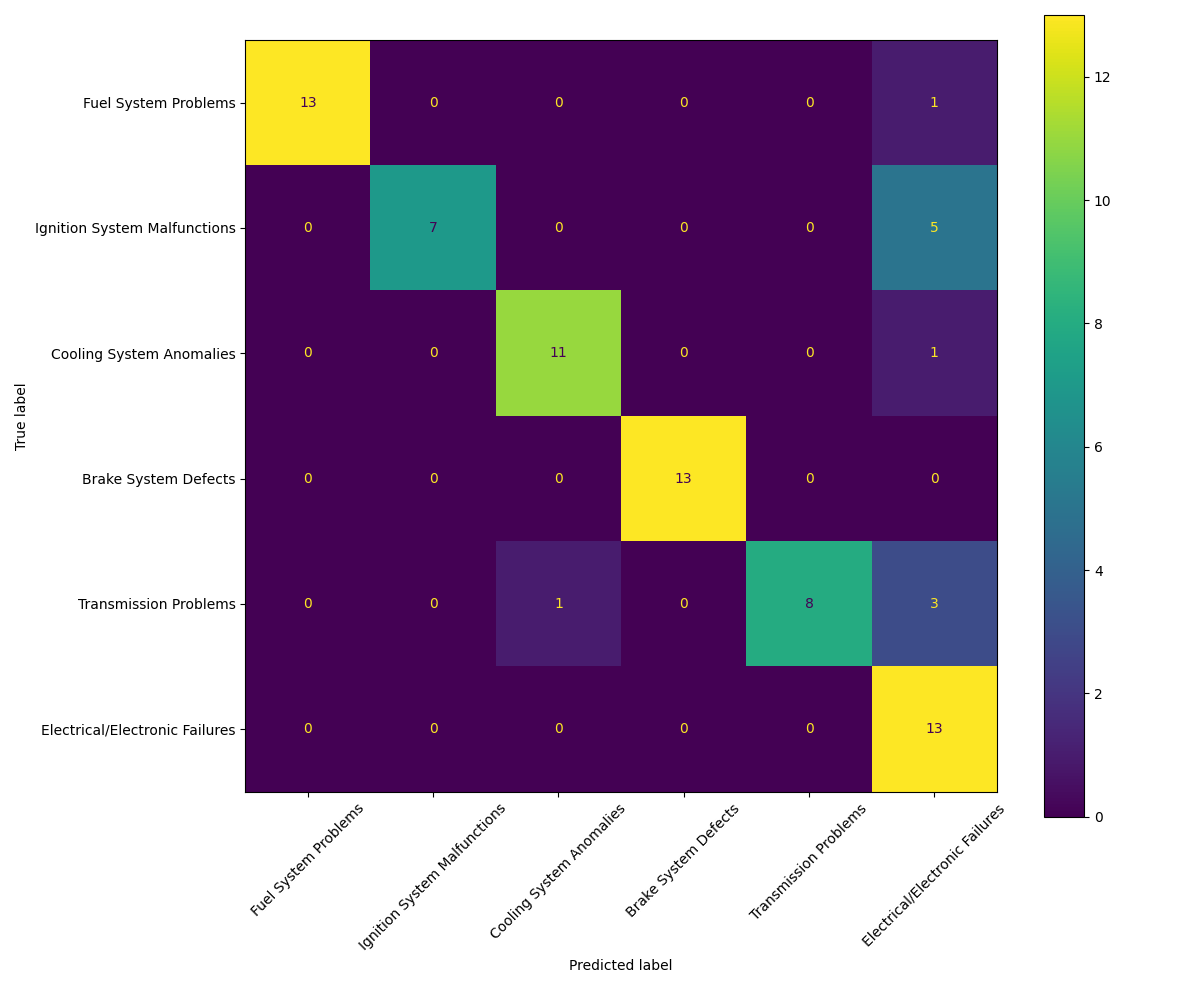 Fuel System Problems 13 0 0 0 0 1
Ignition System Malfunctions 0 7 0 0 0 5
Cooling System Anomalies 0 0 11 0 0 1
Brake System Defects 0 0 0 13 0 0
Transmission Problems 0 0 1 0 8 3
Electrical/Electronic Failures 0 0 0 0 0 13
True label
Fuel System Problems
Ignition System Malfunctions
Cooling System Anomalies
Brake System Defects
Transmission Problems
Electrical/Electronic Failures
Predicted label
12
10
8
6
4
2
0